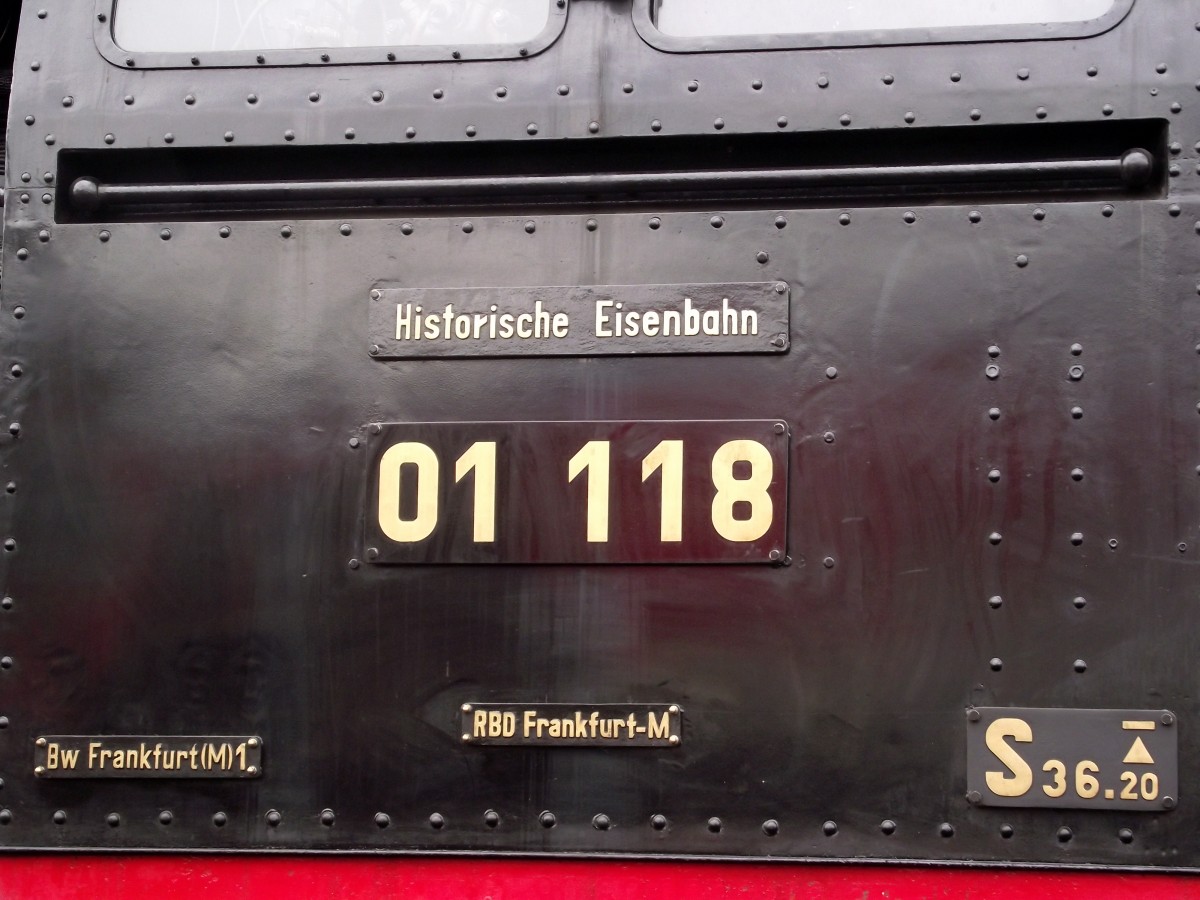 Historische Eisenbahn
01 118
RBD Frankfurt-M
Bw Frankfurt(M)1
S 36.20